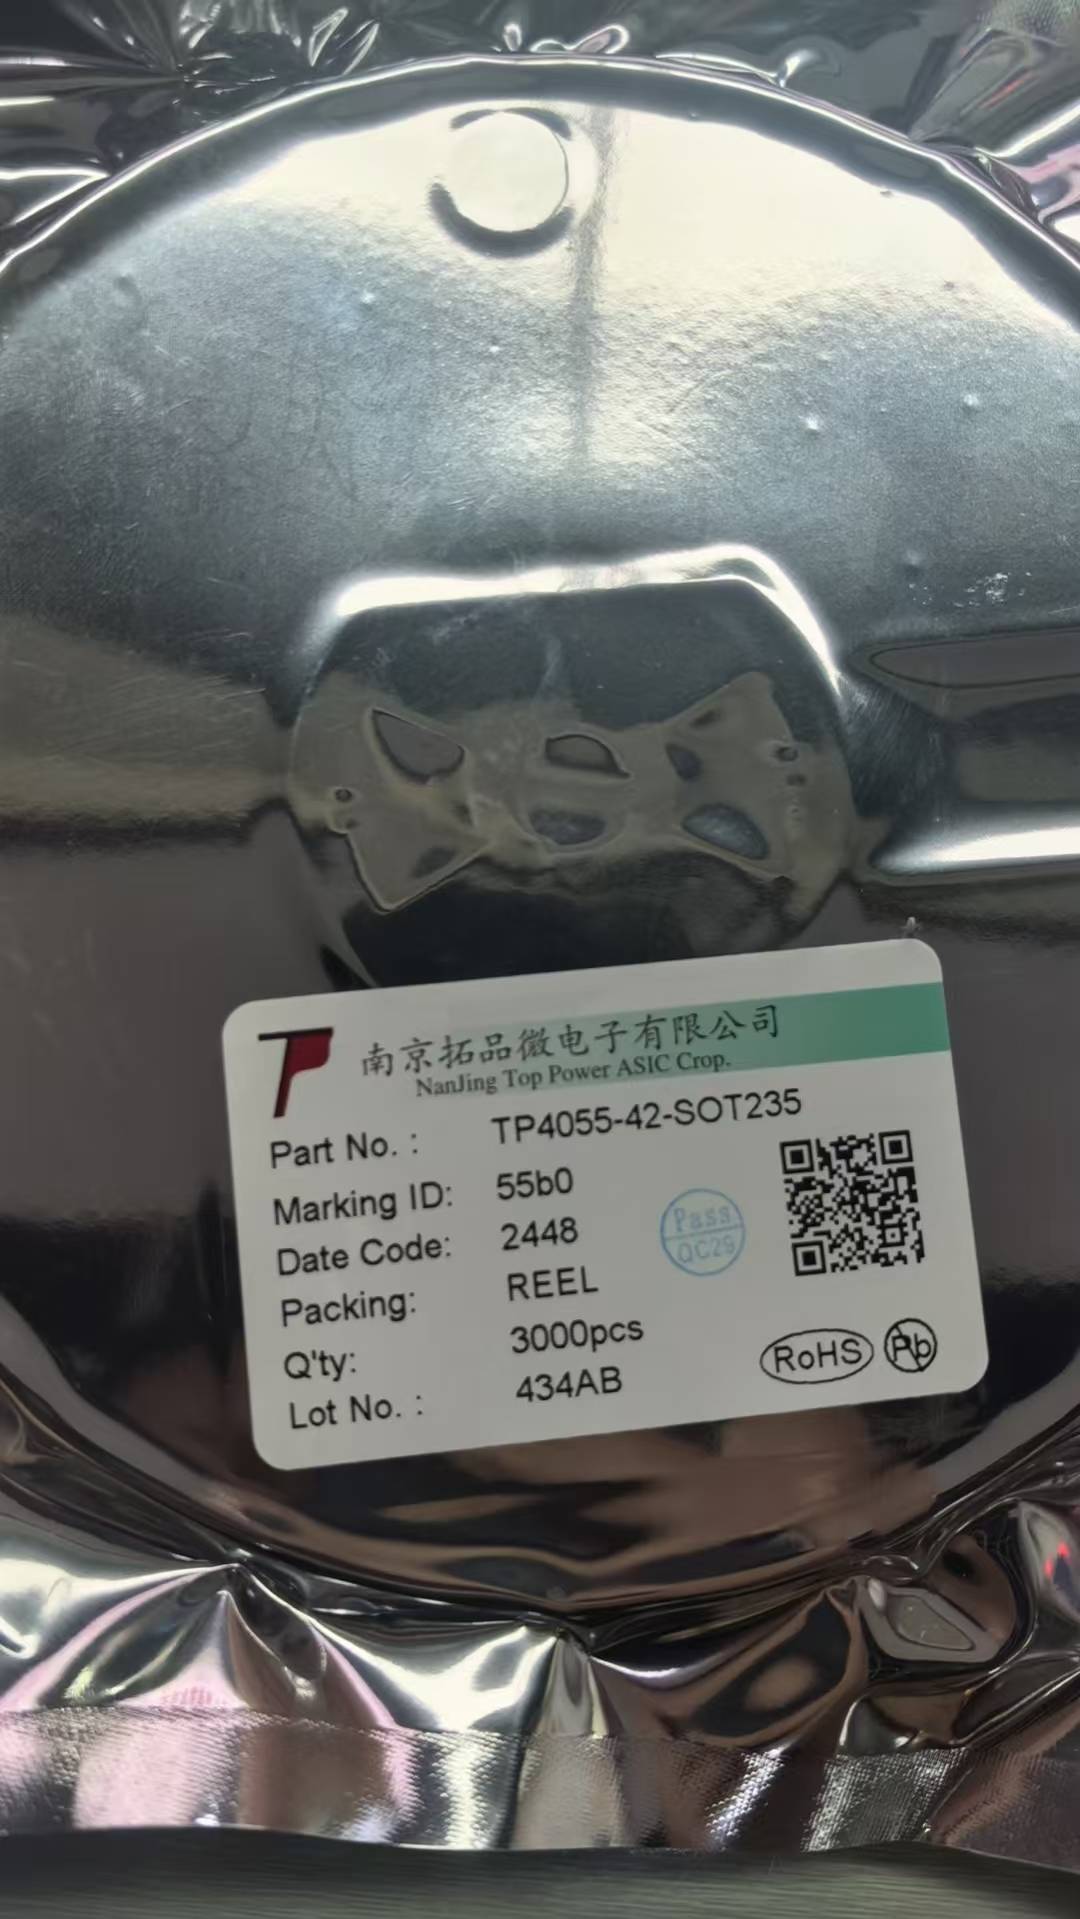 南京拓品微电子有限公司
NanJing Top Power ASIC Crop.
Part No. : TP4055-42-SOT235
Marking ID: 55b0
Date Code: 2448
Packing: REEL
Q'ty: 3000pcs
Lot No. : 434AB
Pass
QC29
RoHS
Pb